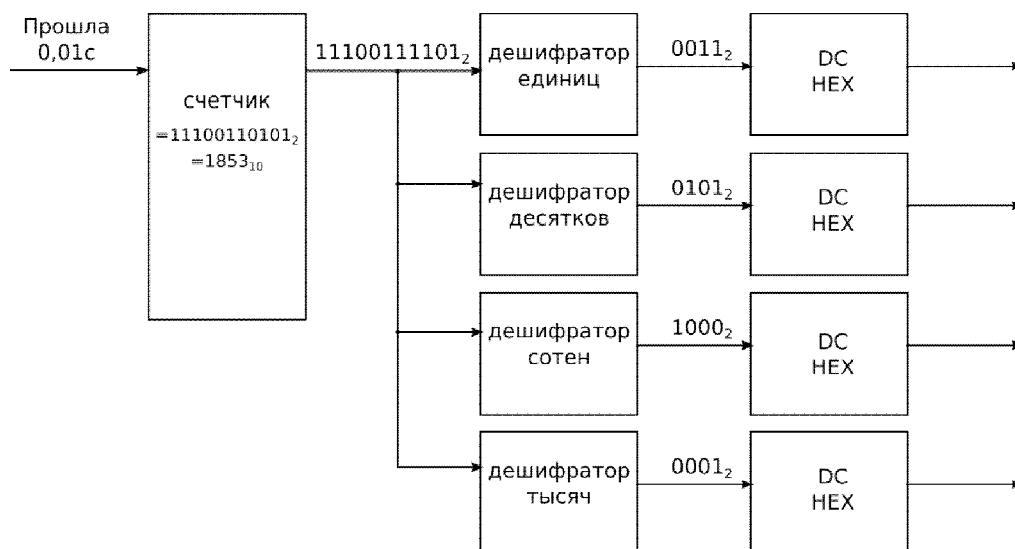 Прошла
0,01с
счетчик
=11100110101₂
=1853₁₀
11100111101₂
дешифратор
единиц
0011₂
DC
HEX
дешифратор
десятков
0101₂
DC
HEX
дешифратор
сотен
1000₂
DC
HEX
дешифратор
тысяч
0001₂
DC
HEX